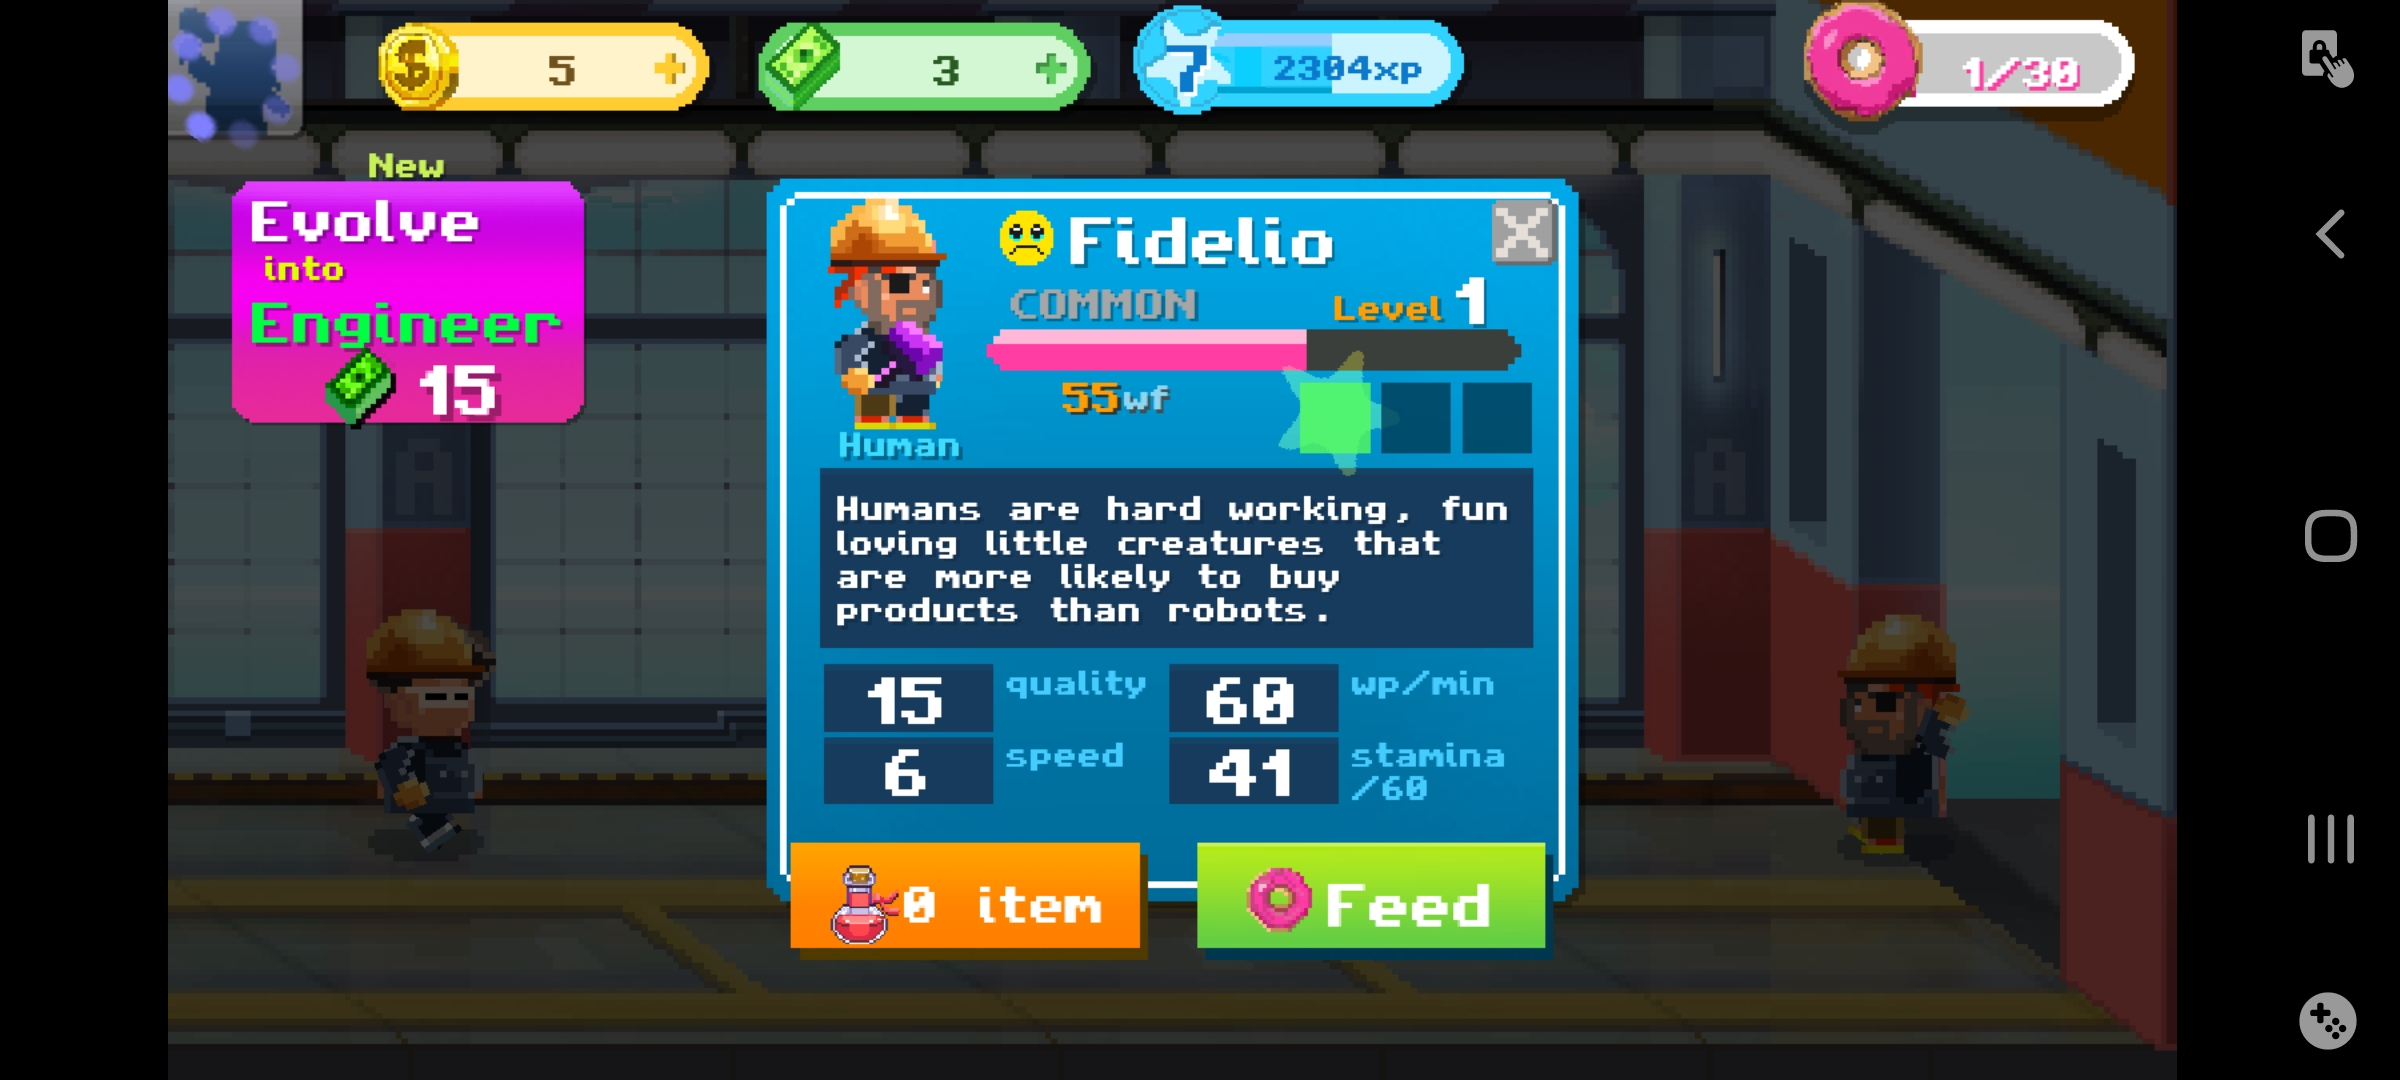 5 +
3 +
7 2304xp
1/30
New
Evolve
into
Engineer
15
Fidelio
COMMON
Level 1
55wf
Human
Humans are hard working, fun
loving little creatures that
are more likely to buy
products than robots.
15 quality 60 wp/min
6 speed 41 stamina
/60
0 item
Feed
A
A